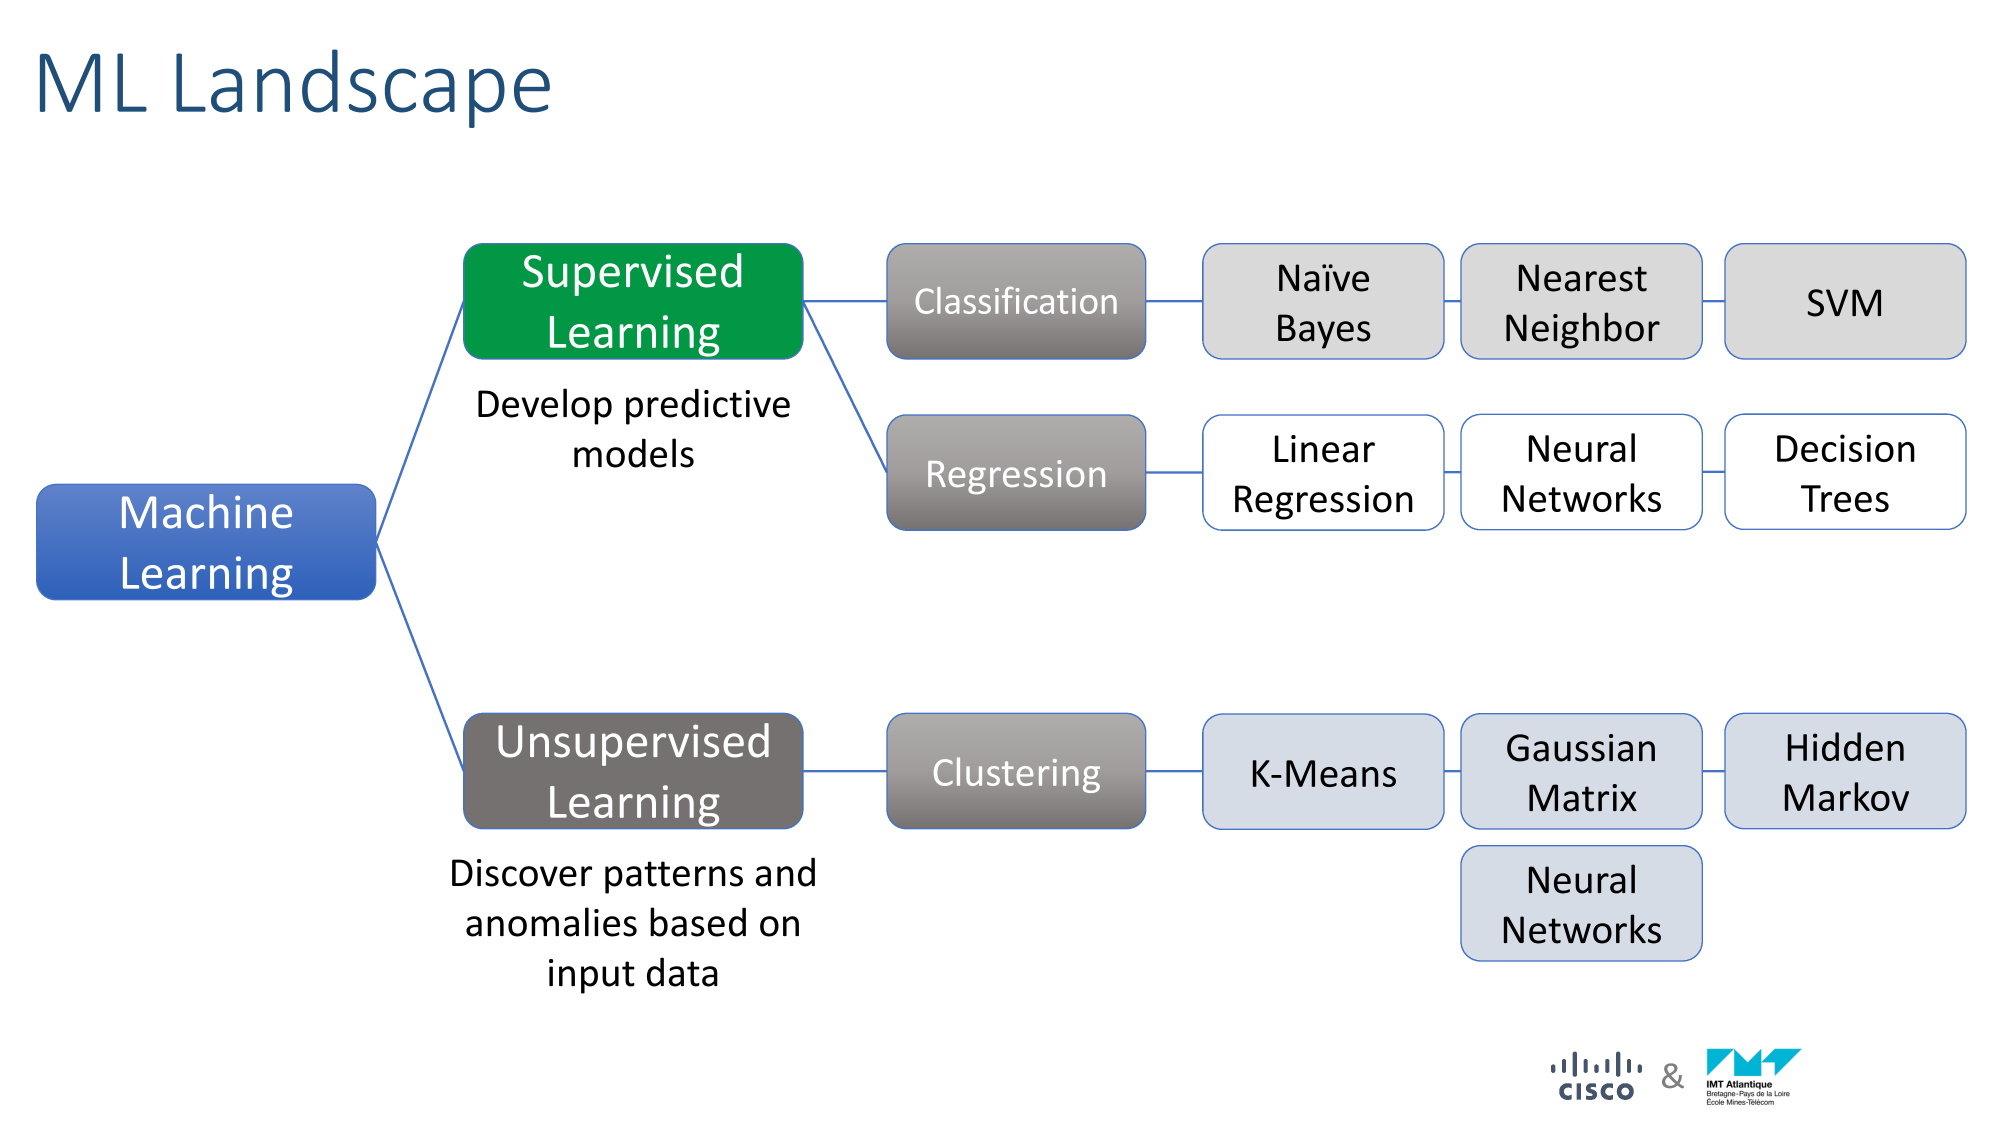 ML Landscape
Supervised
Learning
Classification
Naïve
Bayes
Nearest
Neighbor
SVM
Develop predictive
models
Regression
Linear
Regression
Neural
Networks
Decision
Trees
Machine
Learning
Unsupervised
Learning
Clustering
K-Means
Gaussian
Matrix
Hidden
Markov
Neural
Networks
Discover patterns and
anomalies based on
input data
CISCO
&
IMT Atlantique
Bretagne-Pays de la Loire
École Mines-Télécom